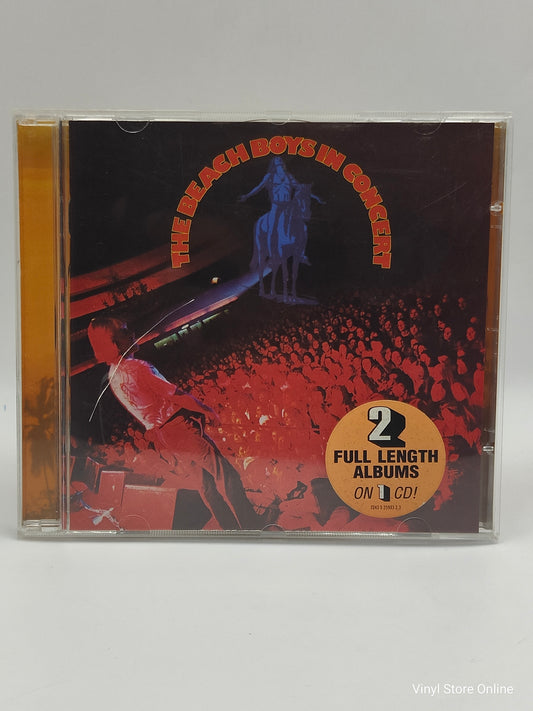 THE BEACH BOYS IN CONCERT
2
FULL LENGTH
ALBUMS
ON 1 CD!
Vinyl Store Online